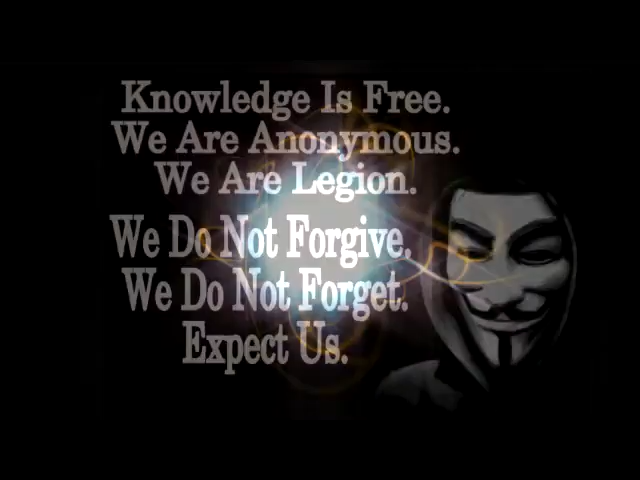 Knowledge Is Free.
We Are Anonymous.
We Are Legion.
We Do Not Forgive.
We Do Not Forget.
Expect Us.